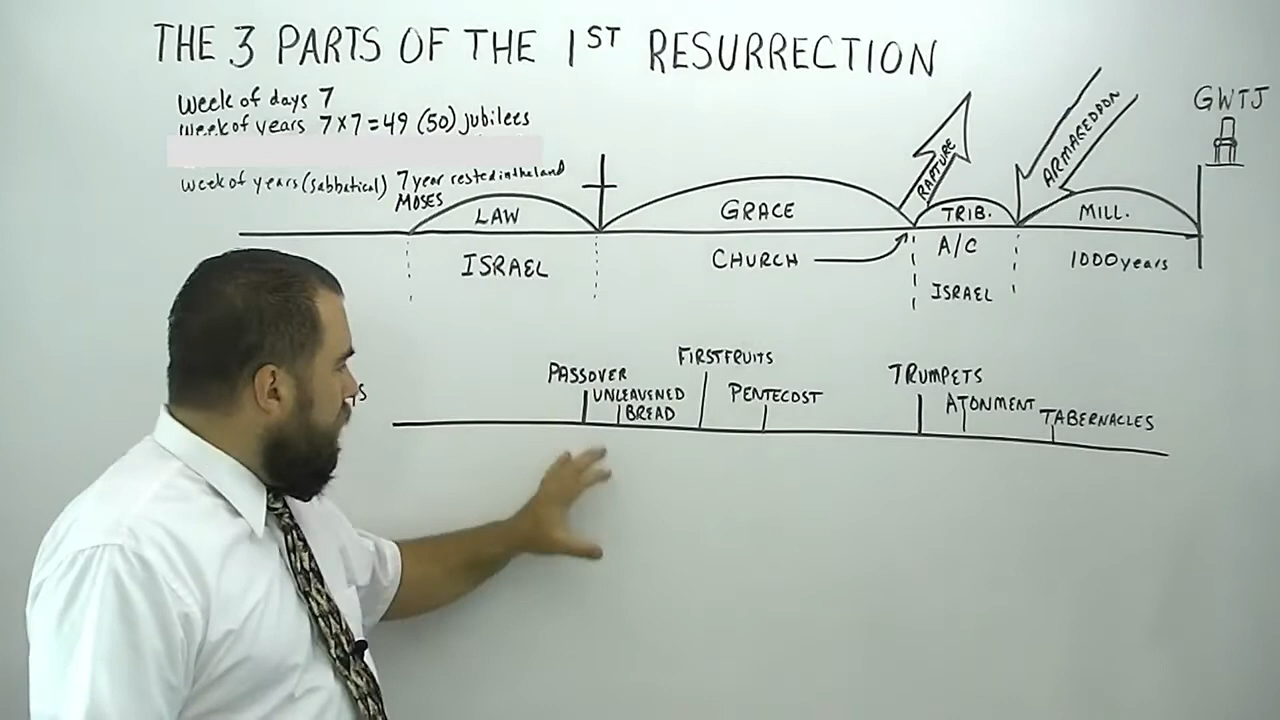 THE 3 PARTS OF THE 1ST RESURRECTION
Week of days 7
Week of years 7x7=49 (50) jubilees
Week of years (sabbatical) 7 year rested in the land
MOSES
LAW
GRACE
RAPTURE
TRIB.
ARMAGEDDON
MILL.
GWTJ
ISRAEL
CHURCH
A/C
ISRAEL
1000 years
PASSOVER
UNLEAVENED
BREAD
FIRSTFRUITS
PENTECOST
TRUMPETS
ATONMENT
TABERNACLES